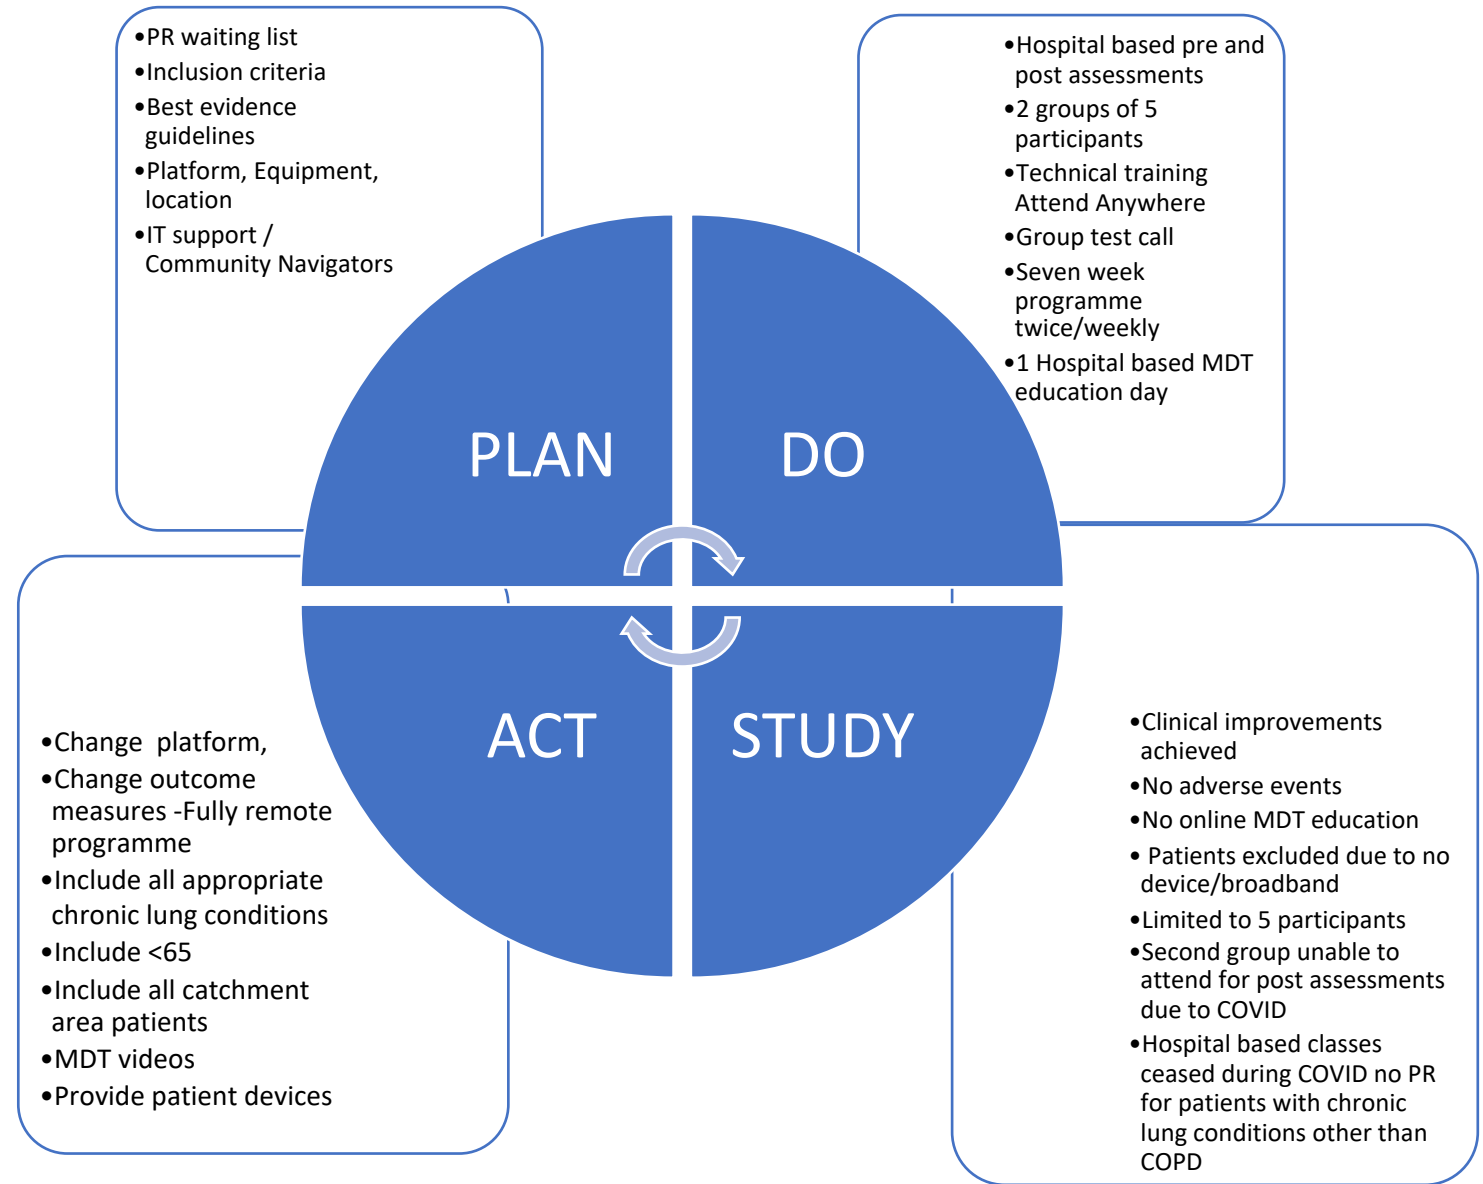 •PR waiting list
•Inclusion criteria
•Best evidence
guidelines
•Platform, Equipment,
location
•IT support /
Community Navigators
•Hospital based pre and
post assessments
•2 groups of 5
participants
•Technical training
Attend Anywhere
•Group test call
•Seven week
programme
twice/weekly
•1 Hospital based MDT
education day
PLAN
DO
ACT
STUDY
•Change  platform,
•Change outcome
measures -Fully remote
programme
•Include all appropriate
chronic lung conditions
•Include <65
•Include all catchment
area patients
•MDT videos
•Provide patient devices
•Clinical improvements
achieved
•No adverse events
•No online MDT education
• Patients excluded due to no
device/broadband
•Limited to 5 participants
•Second group unable to
attend for post assessments
due to COVID
•Hospital based classes
ceased during COVID no PR
for patients with chronic
lung conditions other than
COPD